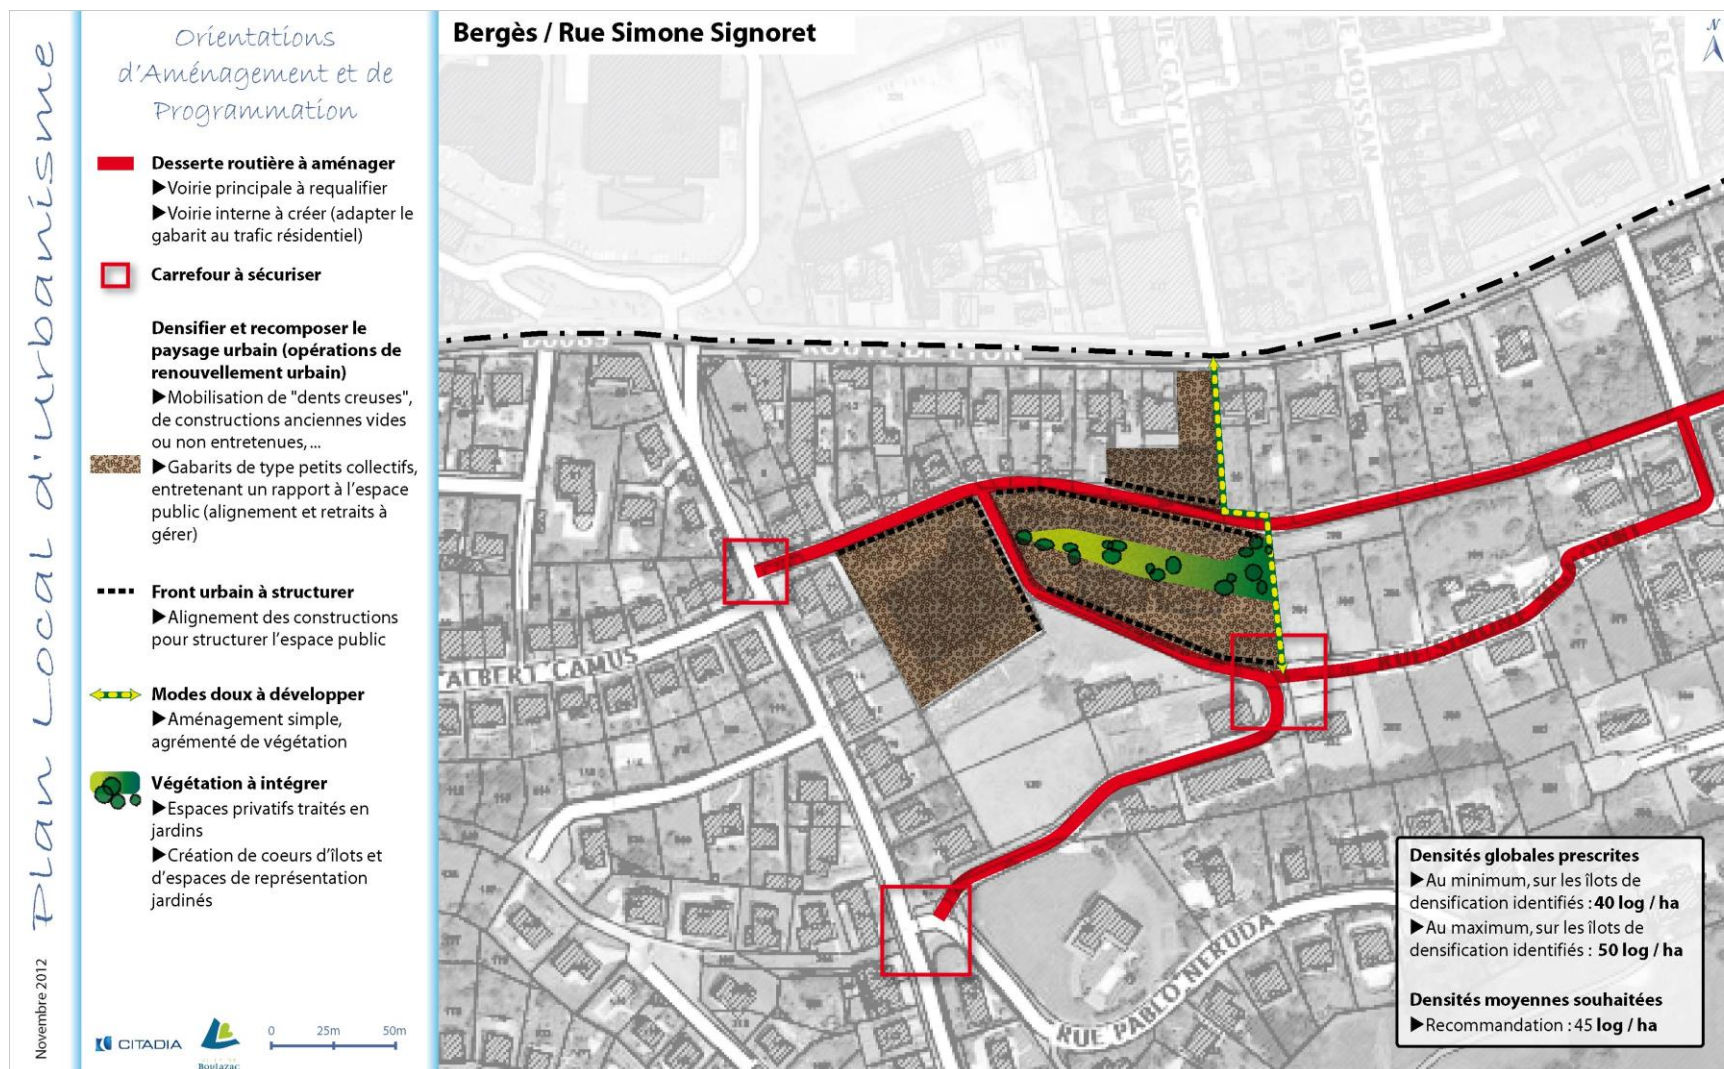 Plan Local d'Urbanisme
Novembre 2012
Orientations
d'Aménagement et de
Programmation
Desserte routière à aménager
▶Voirie principale à requalifier
▶Voirie interne à créer (adapter le
gabarit au trafic résidentiel)
Carrefour à sécuriser
Densifier et recomposer le
paysage urbain (opérations de
renouvellement urbain)
▶Mobilisation de "dents creuses",
de constructions anciennes vides
ou non entretenues, ...
▶Gabarits de type petits collectifs,
entretenant un rapport à l'espace
public (alignement et retraits à
gérer)
Front urbain à structurer
▶Alignement des constructions
pour structurer l'espace public
Modes doux à développer
▶Aménagement simple,
agrémenté de végétation
Végétation à intégrer
▶Espaces privatifs traités en
jardins
▶Création de coeurs d'îlots et
d'espaces de représentation
jardinés
CITADIA
Boulazac
0 25m 50m
Bergès / Rue Simone Signoret
N
GAY LUSSAC
MOISSAN
ROUTE DE LYON
ALBERT CAMUS
RUE PABLO NERUDA
Densités globales prescrites
▶Au minimum, sur les îlots de
densification identifiés : 40 log / ha
▶Au maximum, sur les îlots de
densification identifiés : 50 log / ha
Densités moyennes souhaitées
▶Recommandation : 45 log / ha